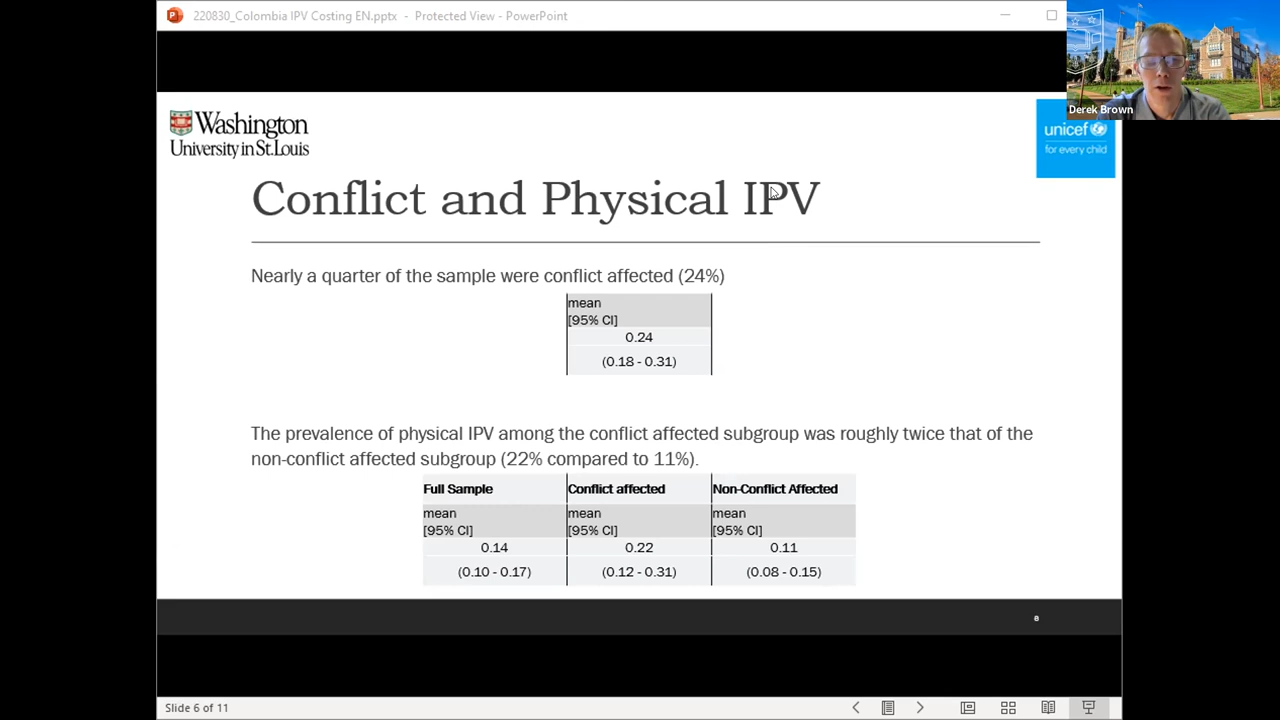 220830_Colombia IPV Costing EN.pptx - Protected View - PowerPoint
Derek Brown
Washington
University in St.Louis
unicef
for every child
Conflict and Physical IPV
Nearly a quarter of the sample were conflict affected (24%)
mean
[95% CI]
0.24
(0.18 - 0.31)
The prevalence of physical IPV among the conflict affected subgroup was roughly twice that of the
non-conflict affected subgroup (22% compared to 11%).
Full Sample Conflict affected Non-Conflict Affected
mean mean mean
[95% CI] [95% CI] [95% CI]
0.14 0.22 0.11
(0.10 - 0.17) (0.12 - 0.31) (0.08 - 0.15)
8
Slide 6 of 11